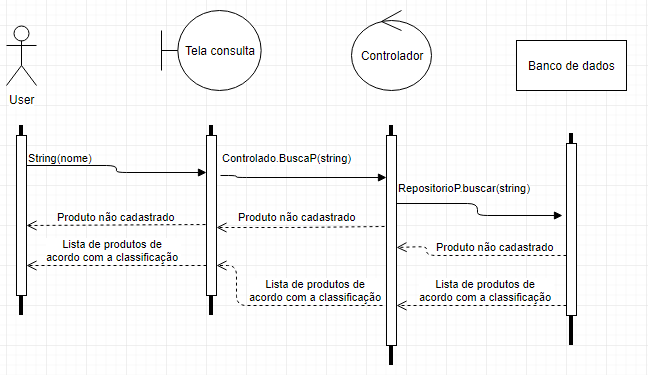 Tela consulta
Controlador
Banco de dados
User
String(nome)
Controlado.BuscaP(string)
RepositorioP.buscar(string)
Produto não cadastrado
Produto não cadastrado
Produto não cadastrado
Lista de produtos de
acordo com a classificação
Lista de produtos de
acordo com a classificação
Lista de produtos de
acordo com a classificação